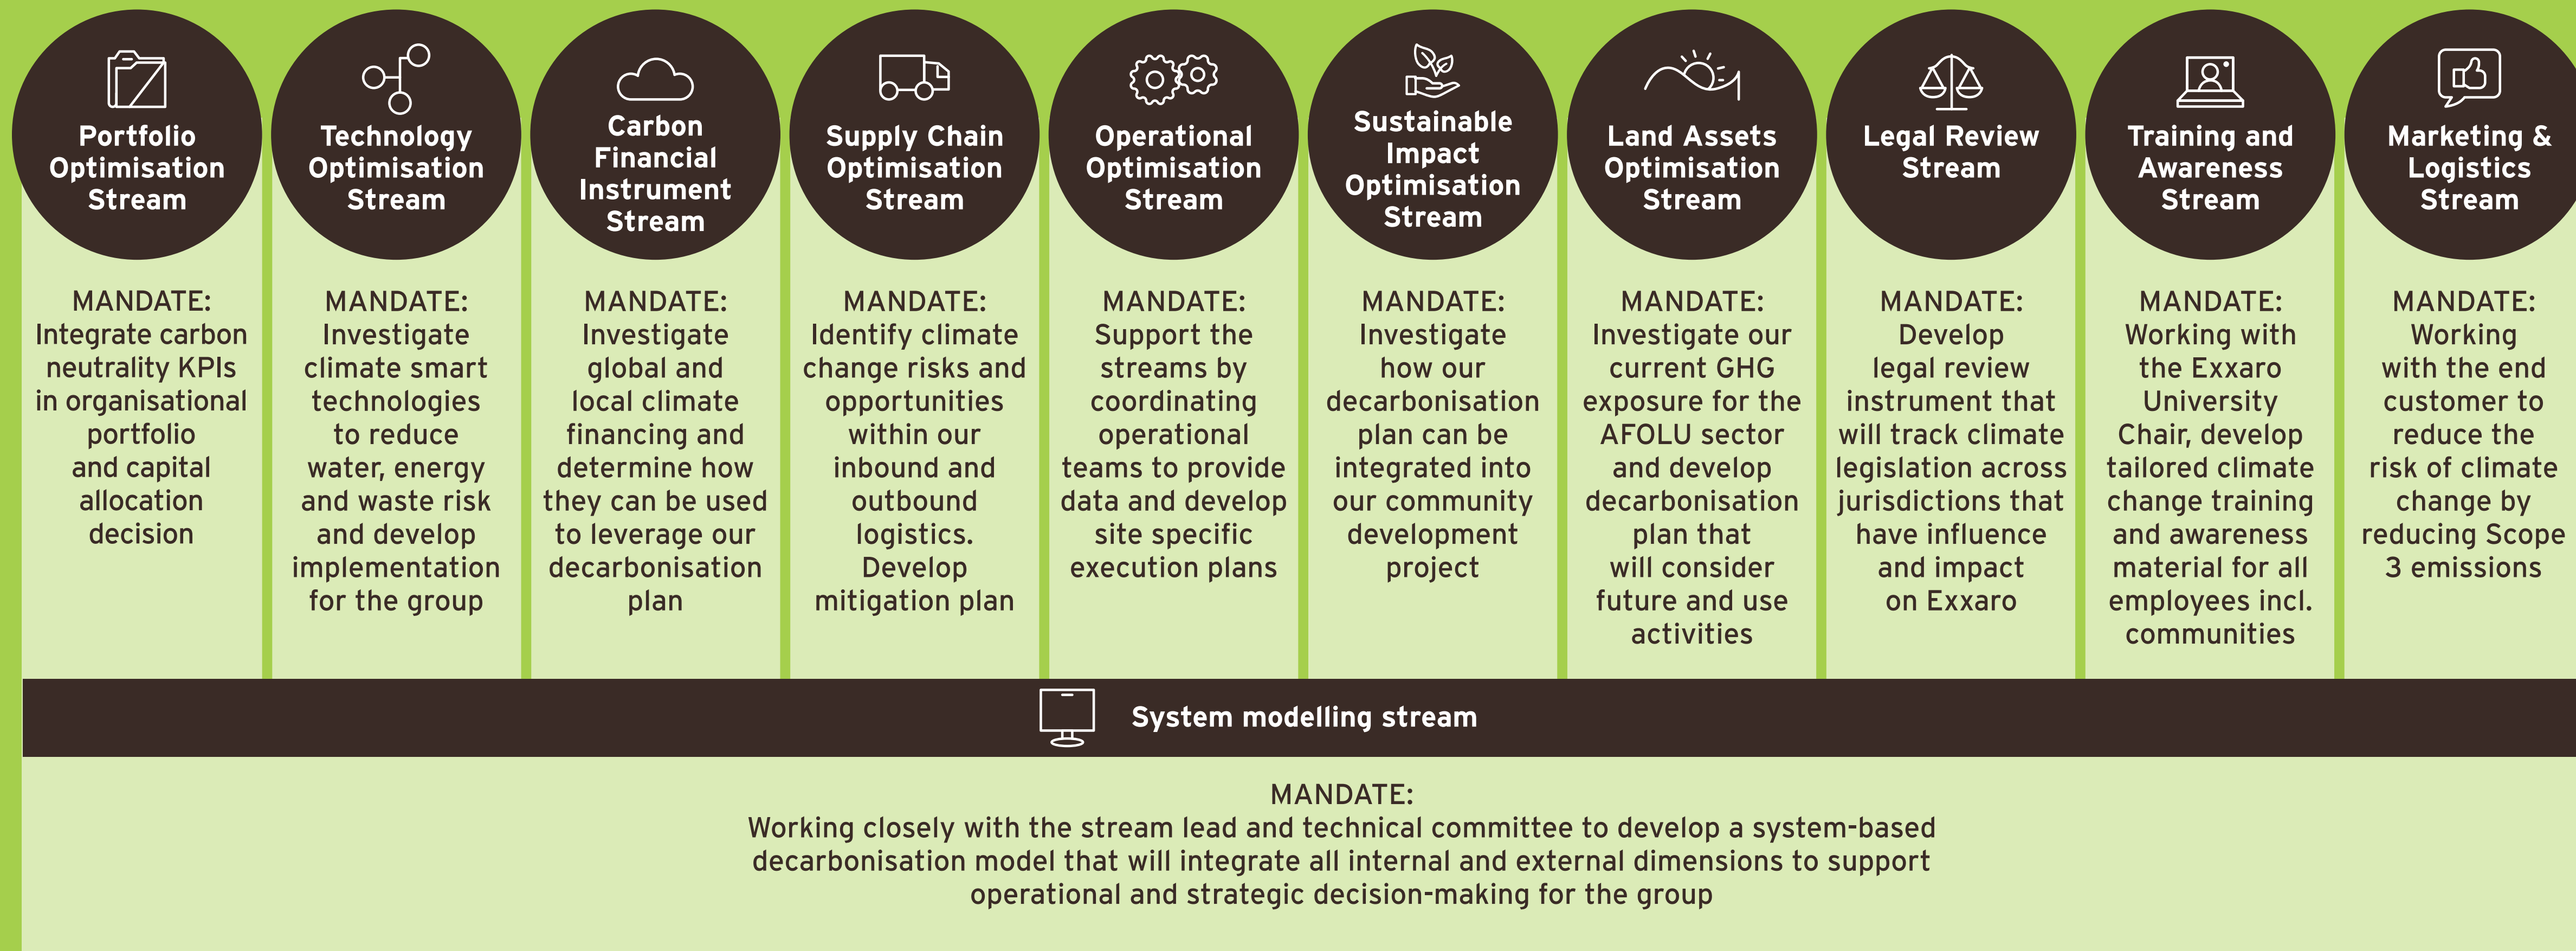 Portfolio
Optimisation
Stream
MANDATE:
Integrate carbon
neutrality KPIs
in organisational
portfolio
and capital
allocation
decision
Technology
Optimisation
Stream
MANDATE:
Investigate
climate smart
technologies
to reduce
water, energy
and waste risk
and develop
implementation
for the group
Carbon
Financial
Instrument
Stream
MANDATE:
Investigate
global and
local climate
financing and
determine how
they can be used
to leverage our
decarbonisation
plan
Supply Chain
Optimisation
Stream
MANDATE:
Identify climate
change risks and
opportunities
within our
inbound and
outbound
logistics.
Develop
mitigation plan
Operational
Optimisation
Stream
MANDATE:
Support the
streams by
coordinating
operational
teams to provide
data and develop
site specific
execution plans
Sustainable
Impact
Optimisation
Stream
MANDATE:
Investigate
how our
decarbonisation
plan can be
integrated into
our community
development
project
Land Assets
Optimisation
Stream
MANDATE:
Investigate our
current GHG
exposure for the
AFOLU sector
and develop
decarbonisation
plan that
will consider
future and use
activities
Legal Review
Stream
MANDATE:
Develop
legal review
instrument that
will track climate
legislation across
jurisdictions that
have influence
and impact
on Exxaro
Training and
Awareness
Stream
MANDATE:
Working with
the Exxaro
University
Chair, develop
tailored climate
change training
and awareness
material for all
employees incl.
communities
Marketing &
Logistics
Stream
MANDATE:
Working
with the end
customer to
reduce the
risk of climate
change by
reducing Scope
3 emissions
System modelling stream
MANDATE:
Working closely with the stream lead and technical committee to develop a system-based
decarbonisation model that will integrate all internal and external dimensions to support
operational and strategic decision-making for the group